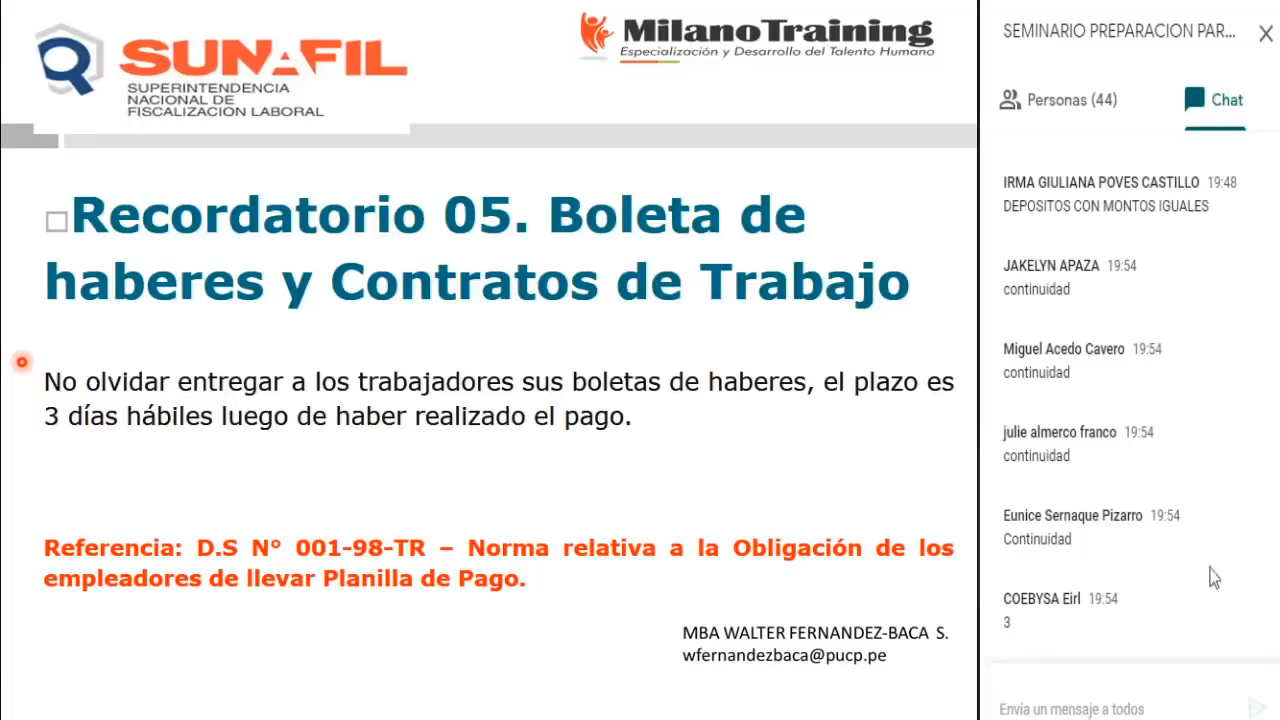 SUNAFIL
SUPERINTENDENCIA
NACIONAL DE
FISCALIZACIÓN LABORAL
MilanoTraining
Especialización y Desarrollo del Talento Humano
Recordatorio 05. Boleta de
haberes y Contratos de Trabajo
No olvidar entregar a los trabajadores sus boletas de haberes, el plazo es
3 días hábiles luego de haber realizado el pago.
Referencia: D.S N° 001-98-TR – Norma relativa a la Obligación de los
empleadores de llevar Planilla de Pago.
MBA WALTER FERNANDEZ-BACA S.
wfernandezbaca@pucp.pe
SEMINARIO PREPARACION PAR...
Personas (44)
Chat
IRMA GIULIANA POVES CASTILLO 19:48
DEPOSITOS CON MONTOS IGUALES
JAKELYN APAZA 19:54
continuidad
Miguel Acedo Cavero 19:54
continuidad
julie almerco franco 19:54
continuidad
Eunice Sernaque Pizarro 19:54
Continuidad
COEBYSA Eirl 19:54
3
Envía un mensaje a todos